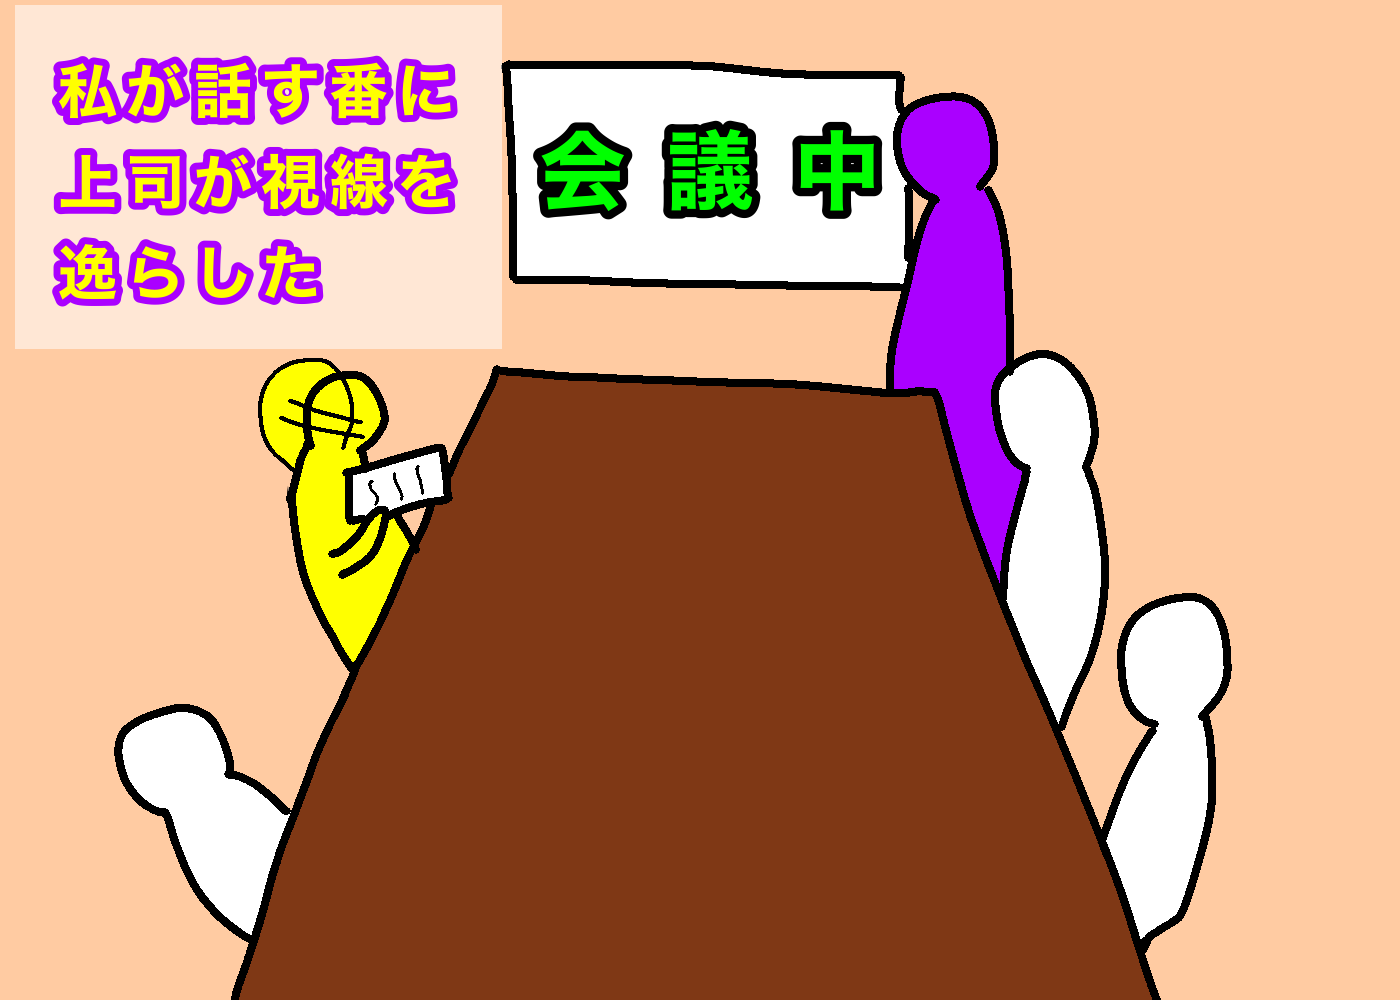 私が話す番に
上司が視線を
逸らした
会議中